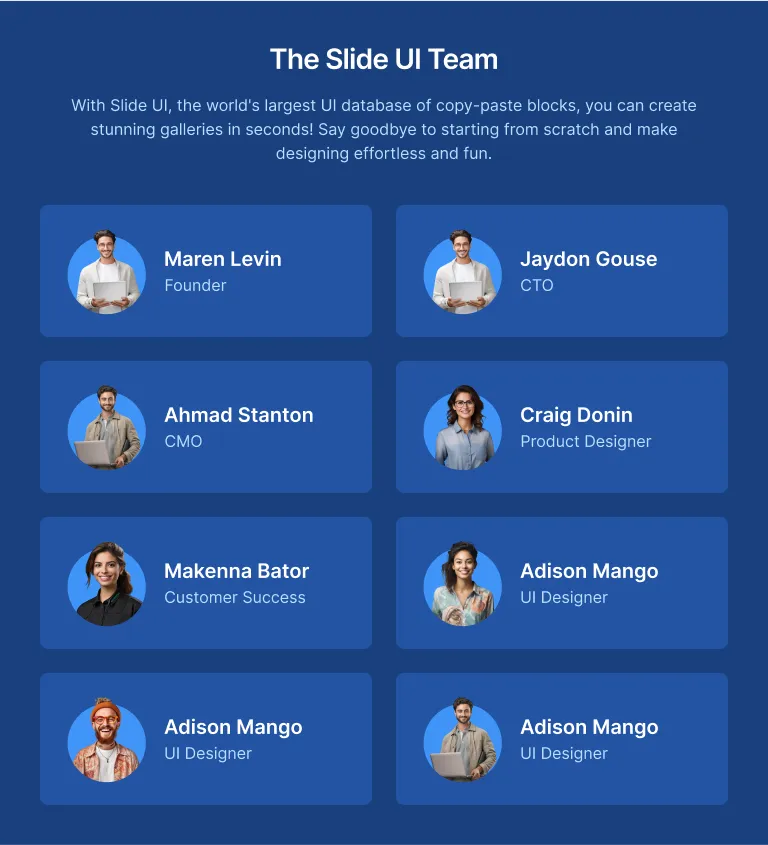 The Slide UI Team
With Slide UI, the world's largest UI database of copy-paste blocks, you can create
stunning galleries in seconds! Say goodbye to starting from scratch and make
designing effortless and fun.
Maren Levin
Founder
Jaydon Gouse
CTO
Ahmad Stanton
CMO
Craig Donin
Product Designer
Makenna Bator
Customer Success
Adison Mango
UI Designer
Adison Mango
UI Designer
Adison Mango
UI Designer